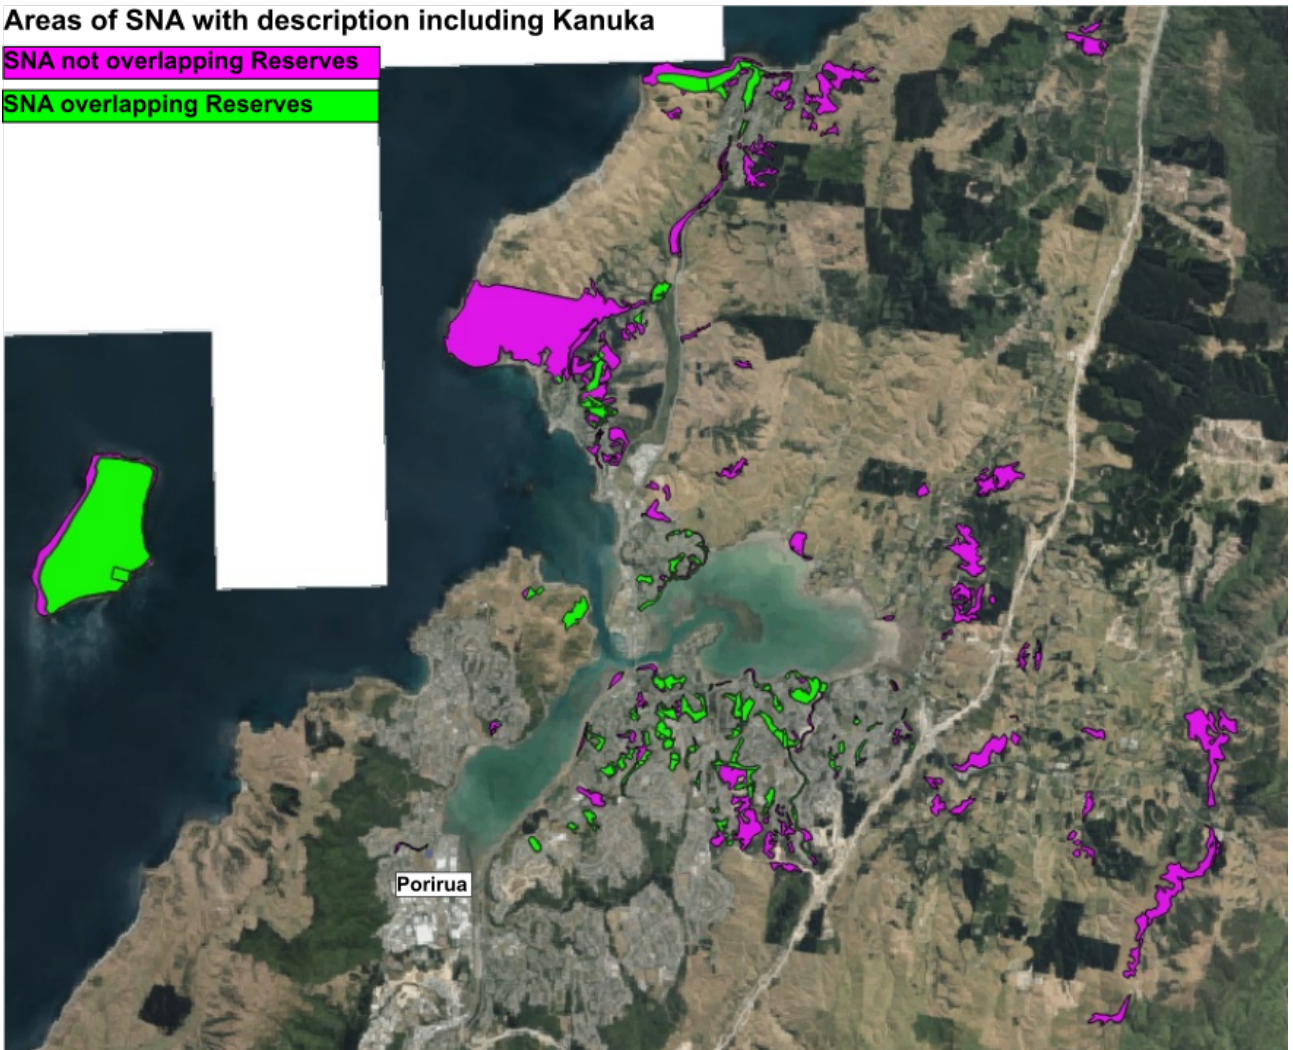 Areas of SNA with description including Kanuka
SNA not overlapping Reserves
SNA overlapping Reserves
Porirua